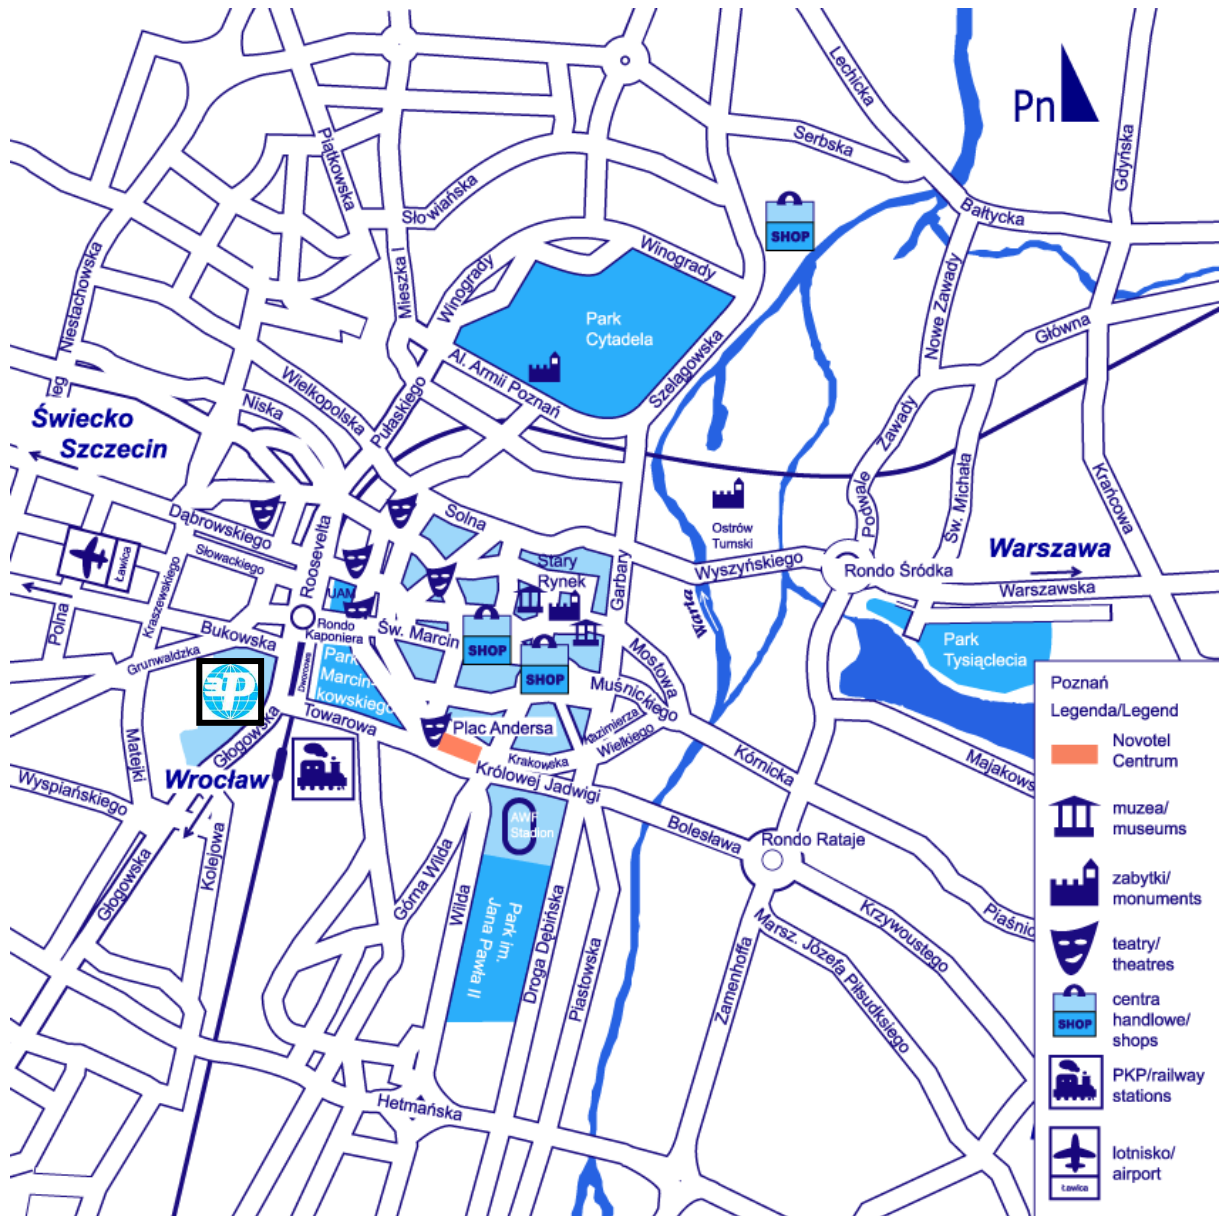 Lechicka
Serbska
Pn
Gdyńska
Piątkowska
Słowiańska
Bałtycka
SHOP
Niestachowska
Mieszka I
Winogrady
Winogrady
Nowe Zawady
Główna
Park
Cytadela
Al. Armii Poznań
Szelągowska
Wielkopolska
Niska
Pułaskiego
Świecko
Szczecin
Zawady
Podwale
Św. Michała
Krańcowa
Ostrów
Tumski
Solna
Dąbrowskiego
Słowackiego
Roosevelta
Ławica
Stary
Rynek
Garbary
Wyszyńskiego
Rondo Śródka
Warszawa
Warszawska
Warta
Polna
Kraszewskiego
Bukowska
Grunwaldzka
UAM
Rondo
Kaponiera
Dworcowa
Św. Marcin
SHOP
SHOP
Mostowa
Park
Tysiąclecia
Park
Marcin-
kowskiego
P
Towarowa
Głogowska
Plac Andersa
Muśnickiego
Kazimierza
Wielkiego
Krakowska
Królowej Jadwigi
Kórnicka
Majakows
Matejki
Wrocław
Wyspiańskiego
Kolejowa
Głogowska
AWF
Stadion
Bolesława
Rondo Rataje
Górna Wilda
Wilda
Park im.
Jana Pawła II
Droga Dębińska
Piastowska
Zamenhoffa
Marsz. Józefa Piłsudksiego
Krzywoustego
Piaśnic
Hetmańska
Poznań
Legenda/Legend
Novotel
Centrum
muzea/
museums
zabytki/
monuments
teatry/
theatres
centra
handlowe/
shops
SHOP
PKP/railway
stations
lotnisko/
airport
Ławica